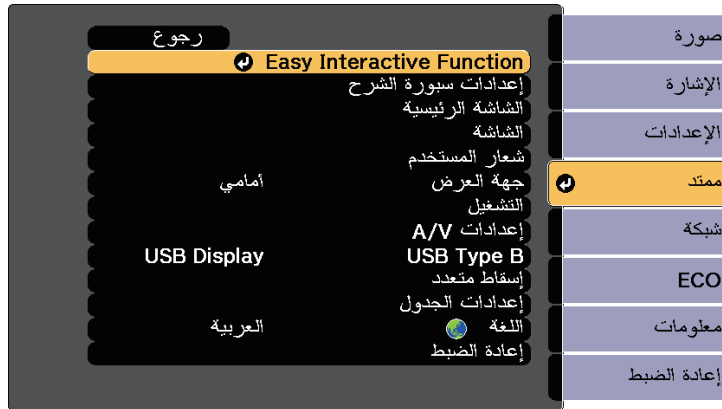 رجوع
Easy Interactive Function
إعدادات سبورة الشرح
الشاشة الرئيسية
الشاشة
شعار المستخدم
جهة العرض أمامي
التشغيل
إعدادات A/V
USB Type B USB Display
إسقاط متعدد
إعدادات الجدول
اللغة العربية
إعادة الضبط
صورة
الإشارة
الإعدادات
ممتد
شبكة
ECO
معلومات
إعادة الضبط